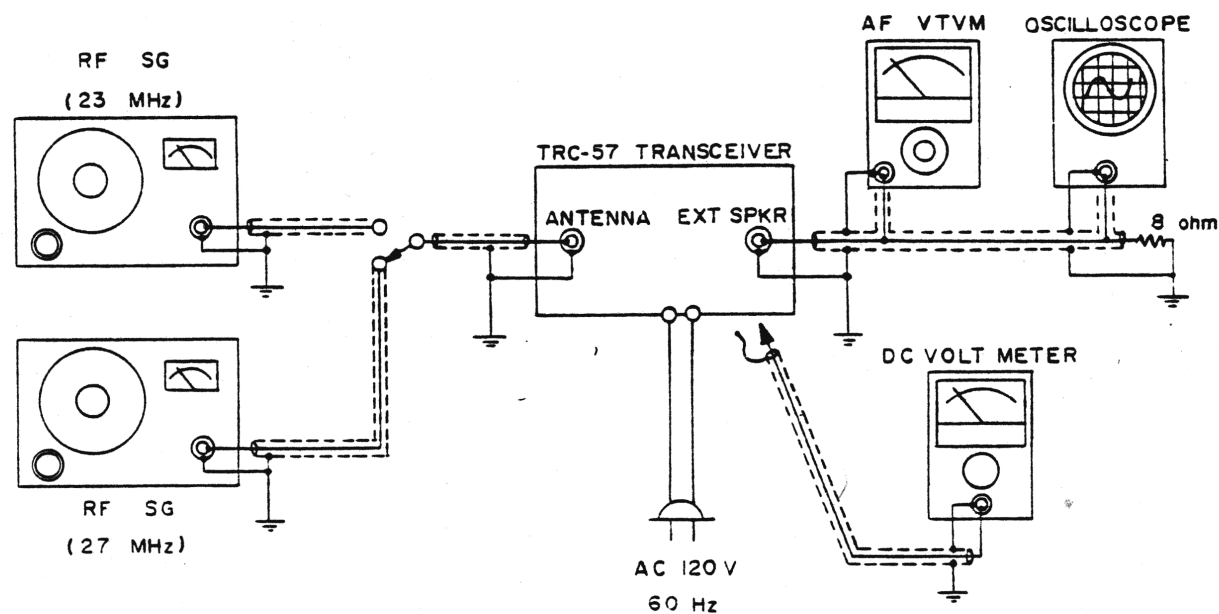 AF VTVM
OSCILLOSCOPE
RF SG
(23 MHz)
TRC-57 TRANSCEIVER
ANTENNA
EXT SPKR
8 ohm
DC VOLT METER
RF SG
(27 MHz)
AC 120V
60 Hz